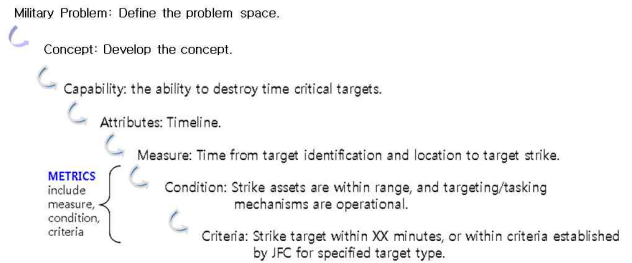 Military Problem: Define the problem space.
Concept: Develop the concept.
Capability: the ability to destroy time critical targets.
Attributes: Timeline.
Measure: Time from target identification and location to target strike.
METRICS
include
measure,
condition,
criteria
Condition: Strike assets are within range, and targeting/tasking
mechanisms are operational.
Criteria: Strike target within XX minutes, or within criteria established
by JFC for specified target type.